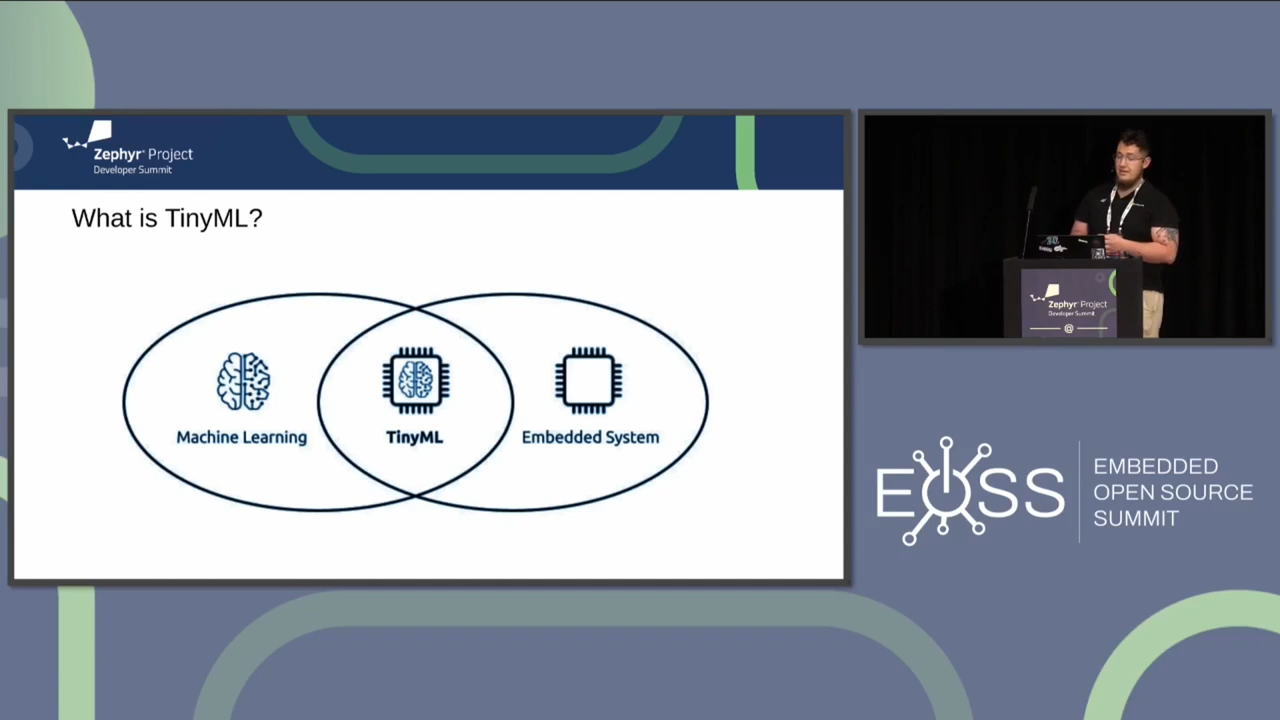 Zephyr® Project
Developer Summit
What is TinyML?
Machine Learning
TinyML
Embedded System
Zephyr® Project
Developer Summit
@
EOSS
EMBEDDED
OPEN SOURCE
SUMMIT